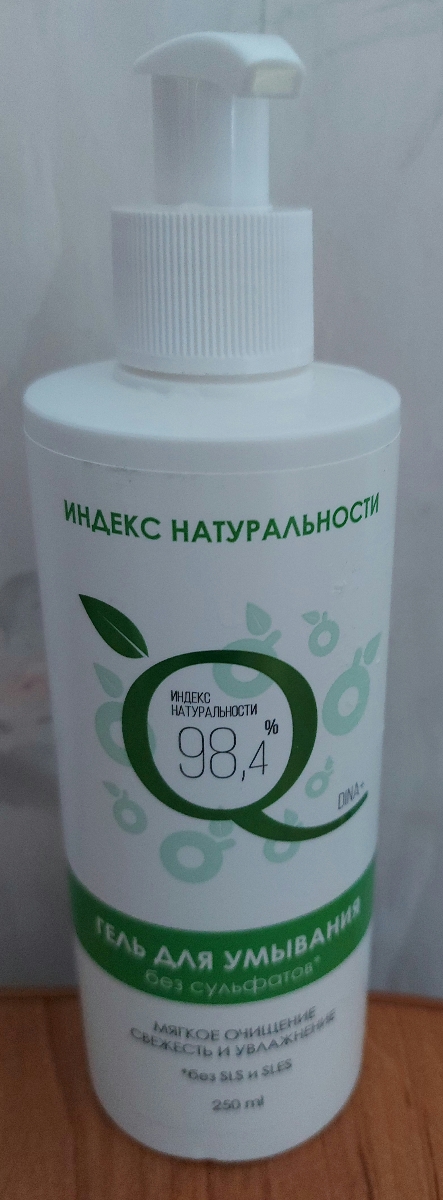 ИНДЕКС НАТУРАЛЬНОСТИ
ИНДЕКС
НАТУРАЛЬНОСТИ
98,4%
DINA+
ГЕЛЬ ДЛЯ УМЫВАНИЯ
без сульфатов*
МЯГКОЕ ОЧИЩЕНИЕ
СВЕЖЕСТЬ И УВЛАЖНЕНИЕ
*без SLS и SLES
250 ml